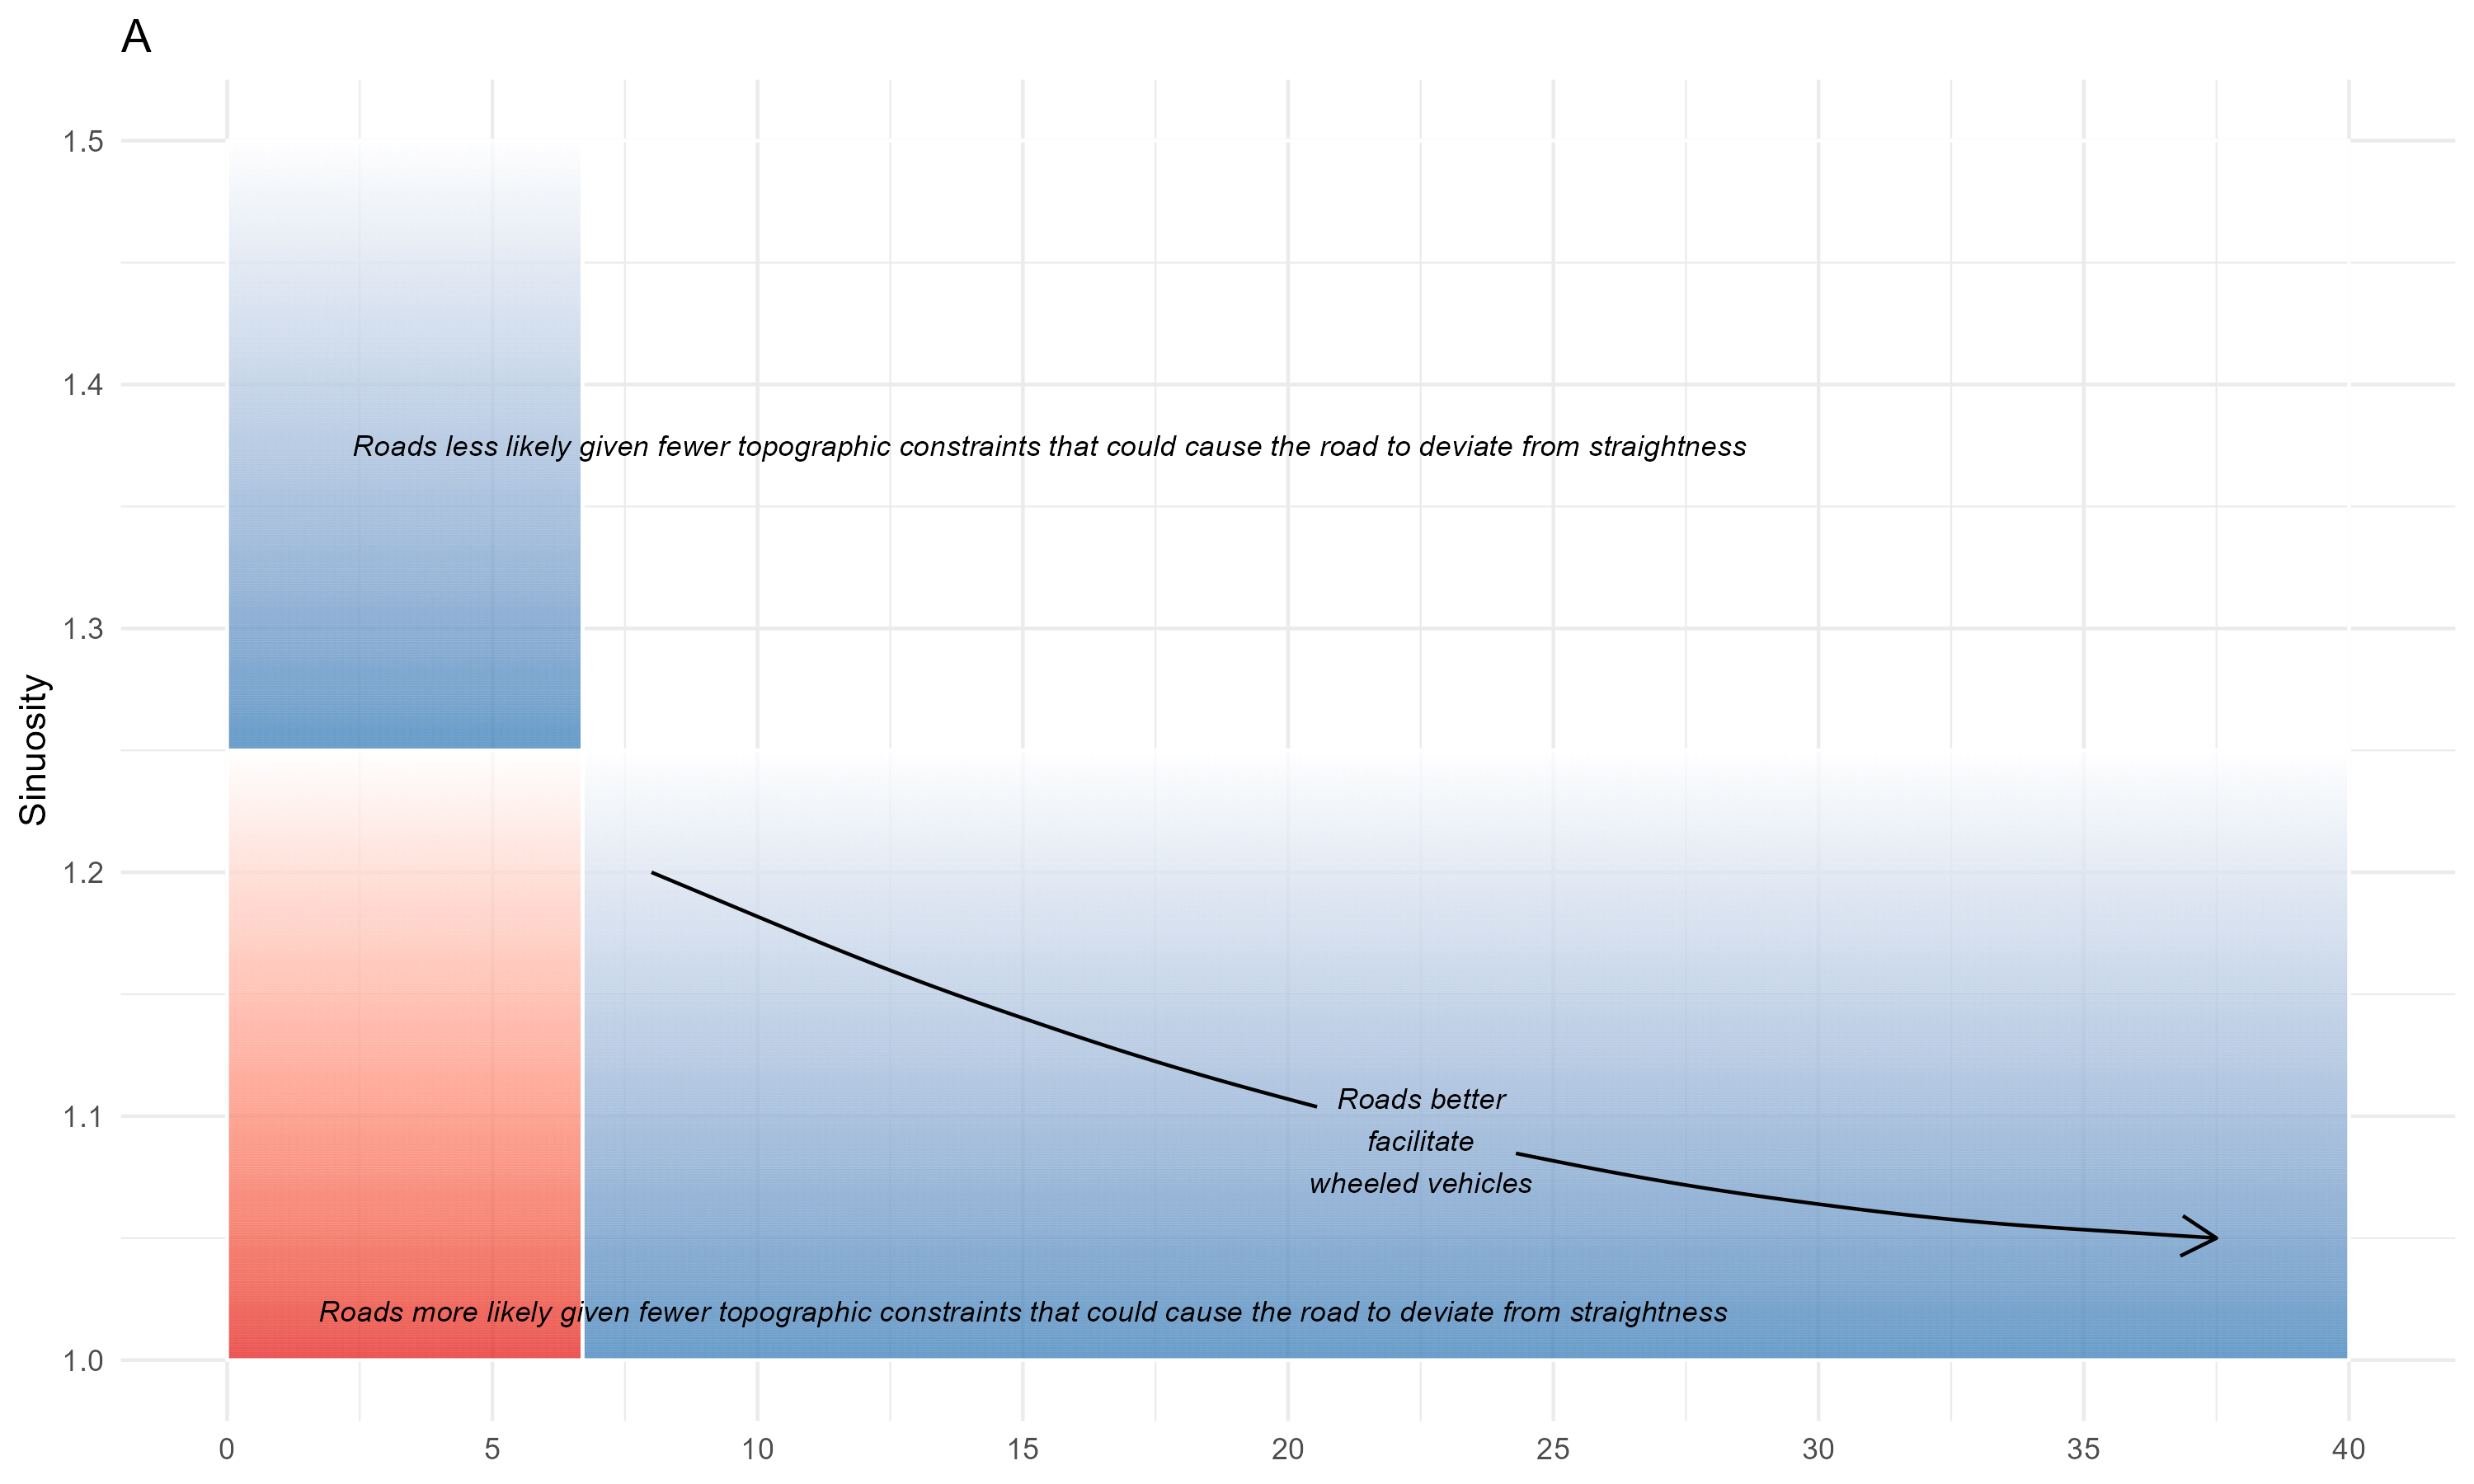 A
1.5
1.4
Roads less likely given fewer topographic constraints that could cause the road to deviate from straightness
1.3
Sinuosity
1.2
1.1
Roads better
facilitate
wheeled vehicles
Roads more likely given fewer topographic constraints that could cause the road to deviate from straightness
1.0
0 5 10 15 20 25 30 35 40